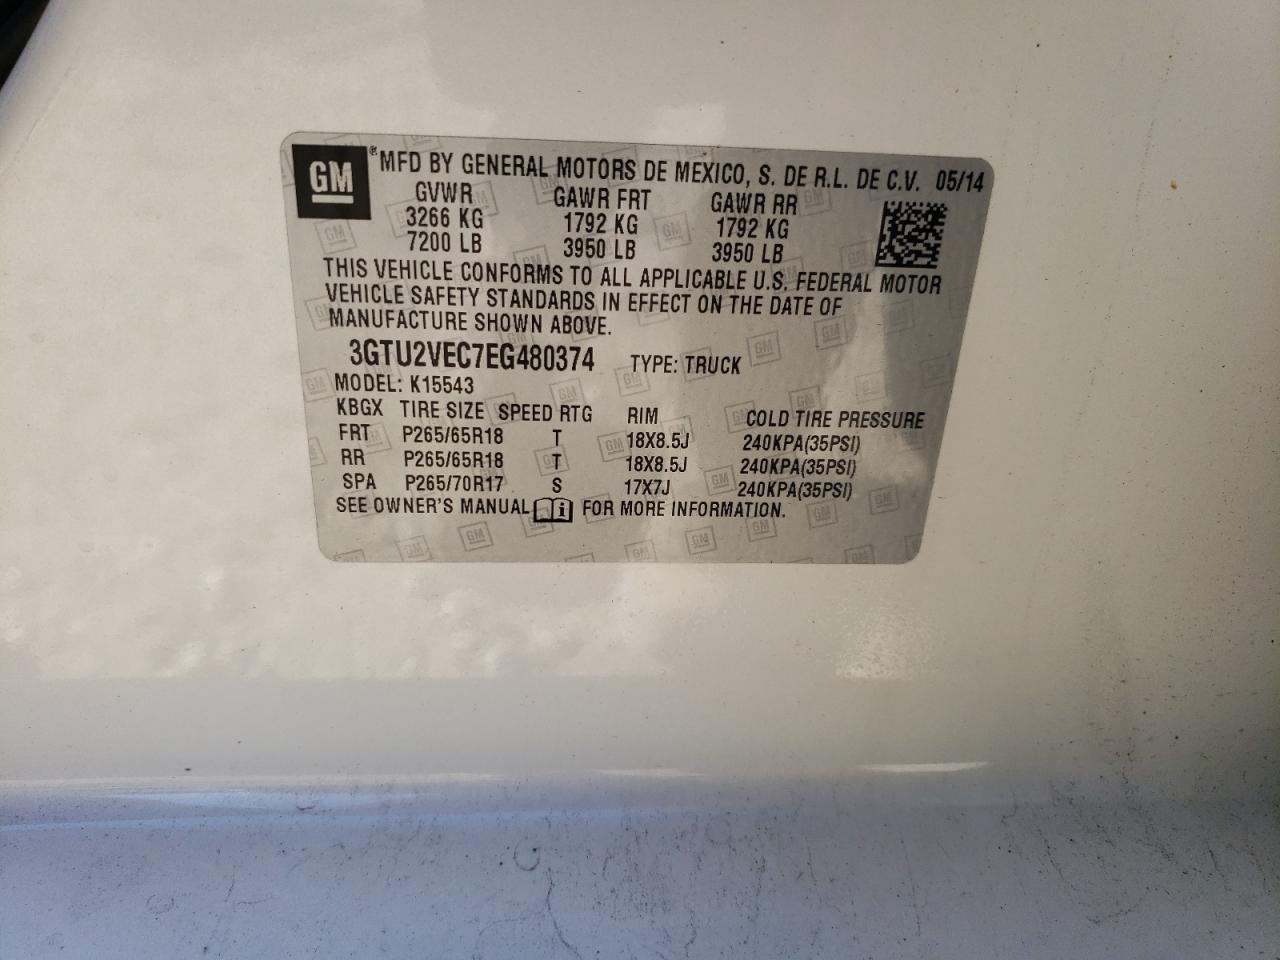 GM ® MFD BY GENERAL MOTORS DE MEXICO, S. DE R.L. DE C.V. 05/14
GVWR GAWR FRT GAWR RR
3266 KG 1792 KG 1792 KG
7200 LB 3950 LB 3950 LB
THIS VEHICLE CONFORMS TO ALL APPLICABLE U.S. FEDERAL MOTOR
VEHICLE SAFETY STANDARDS IN EFFECT ON THE DATE OF
MANUFACTURE SHOWN ABOVE.
3GTU2VEC7EG480374 TYPE: TRUCK
MODEL: K15543
KBGX TIRE SIZE SPEED RTG RIM COLD TIRE PRESSURE
FRT P265/65R18 T 18X8.5J 240KPA(35PSI)
RR P265/65R18 T 18X8.5J 240KPA(35PSI)
SPA P265/70R17 S 17X7J 240KPA(35PSI)
SEE OWNER'S MANUAL i FOR MORE INFORMATION.